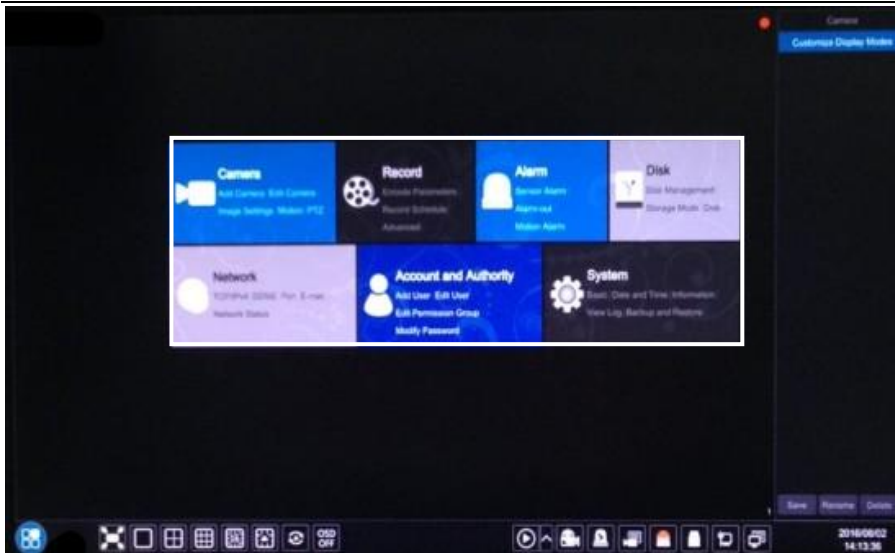 Camera
Customize Display Modes
Camera
Add Camera Edit Camera
Image Settings Motion PTZ
Record
Encode Parameters
Record Schedule
Advanced
Alarm
Sensor Alarm
Alarm-out
Motion Alarm
Disk
Disk Management
Storage Mode Disk
Network
TCP/IPv4 DDNS Port E-mail
Network Status
Account and Authority
Add User Edit User
Edit Permission Group
Modify Password
System
Basic Date and Time Information
View Log Backup and Restore
Save Rename Delete
OSD
OFF
2016/06/02
14:13:36